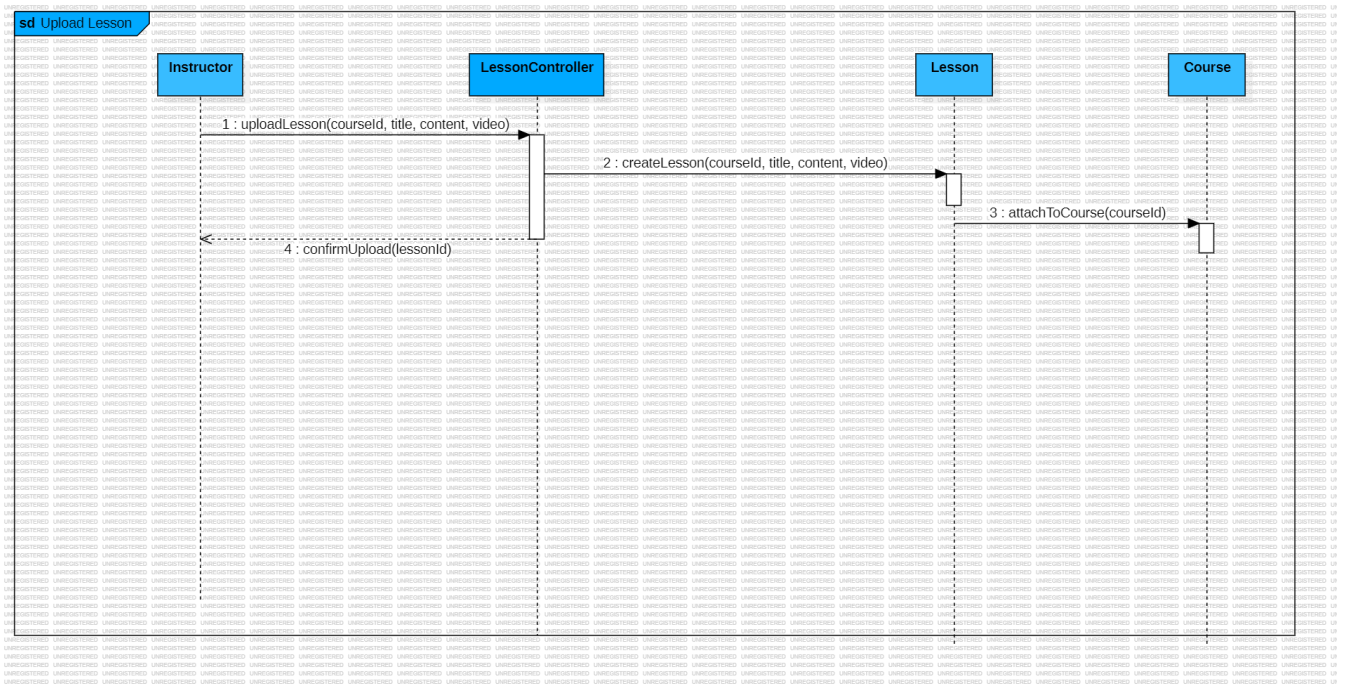 sd Upload Lesson
Instructor
LessonController
Lesson
Course
1 : uploadLesson(courseId, title, content, video)
2 : createLesson(courseId, title, content, video)
3 : attachToCourse(courseId)
4 : confirmUpload(lessonId)
UNREGISTERED